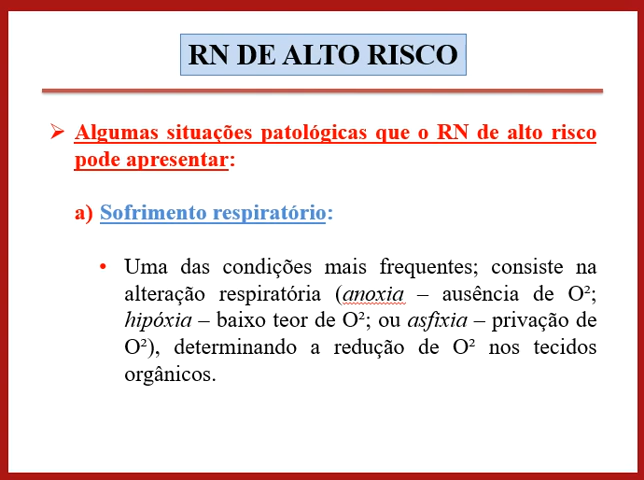 RN DE ALTO RISCO
➢ Algumas situações patológicas que o RN de alto risco
pode apresentar:
a) Sofrimento respiratório:
• Uma das condições mais frequentes; consiste na
alteração respiratória (anoxia – ausência de O²;
hipóxia – baixo teor de O²; ou asfixia – privação de
O²), determinando a redução de O² nos tecidos
orgânicos.